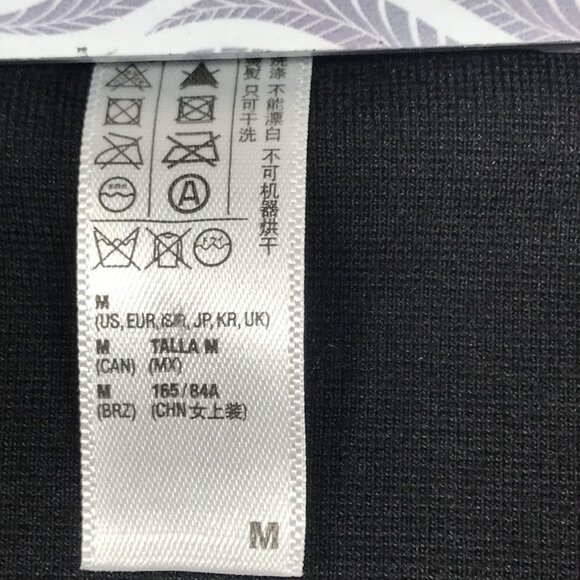 熨 只可干洗
洗涤 不能漂白
不可机器烘干
A
M
(US, EUR, ISR, JP, KR, UK)
M TALLA M
(CAN) (MX)
M 165/84A
(BRZ) (CHN 女上装)
M